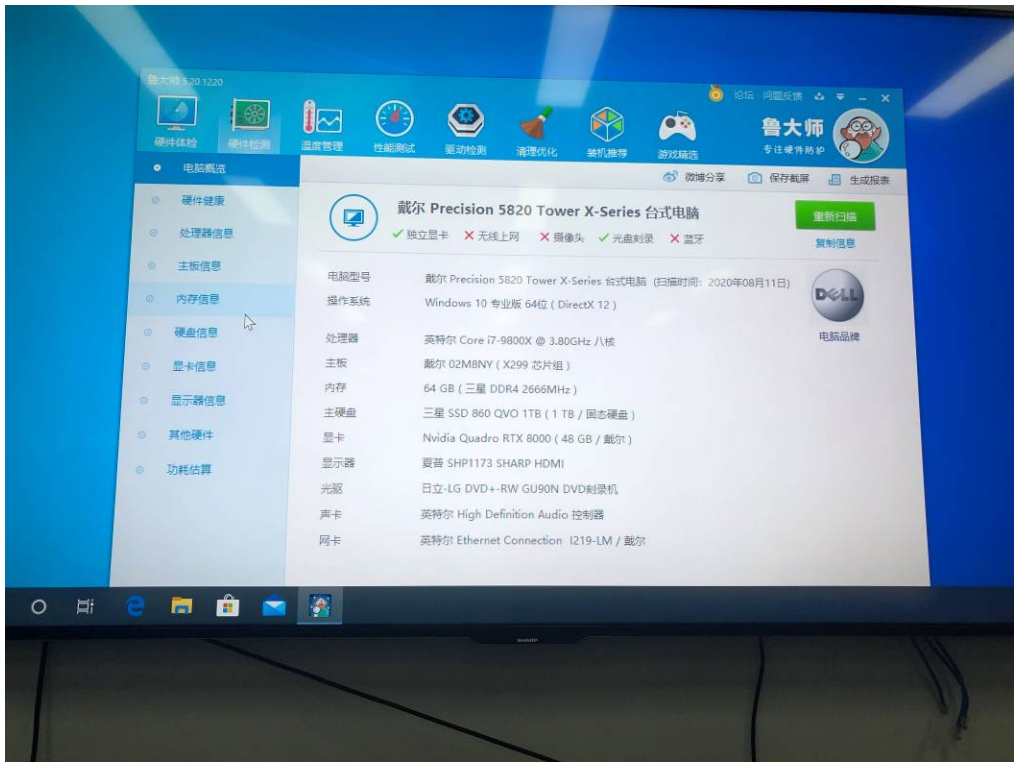 鲁大师 5.20.1220
论坛 问题反馈
硬件体检 硬件检测 温度管理 性能测试 驱动检测 清理优化 装机推荐 游戏精选
鲁大师
专注硬件防护
微博分享 保存截屏 生成报表
电脑概览
硬件健康
处理器信息
主板信息
内存信息
硬盘信息
显卡信息
显示器信息
其他硬件
功耗估算
戴尔 Precision 5820 Tower X-Series 台式电脑
独立显卡 无线上网 摄像头 光盘刻录 蓝牙
重新扫描
复制信息
电脑型号 戴尔 Precision 5820 Tower X-Series 台式电脑 (扫描时间：2020年08月11日)
操作系统 Windows 10 专业版 64位 ( DirectX 12 )
处理器 英特尔 Core i7-9800X @ 3.80GHz 八核
主板 戴尔 02M8NY ( X299 芯片组 )
内存 64 GB ( 三星 DDR4 2666MHz )
主硬盘 三星 SSD 860 QVO 1TB ( 1 TB / 固态硬盘 )
显卡 Nvidia Quadro RTX 8000 ( 48 GB / 戴尔 )
显示器 夏普 SHP1173 SHARP HDMI
光驱 日立-LG DVD+-RW GU90N DVD刻录机
声卡 英特尔 High Definition Audio 控制器
网卡 英特尔 Ethernet Connection I219-LM / 戴尔
DELL
电脑品牌
SHARP